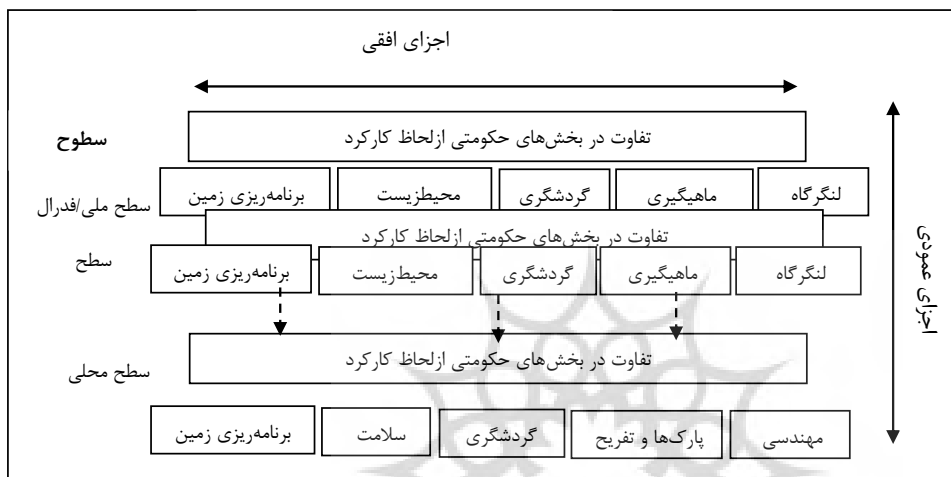 اجزای افقی
سطوح
تفاوت در بخش‌های حکومتی ازلحاظ کارکرد
سطح ملی/فدرال
لنگرگاه
ماهیگیری
گردشگری
محیط‌زیست
برنامه‌ریزی زمین
تفاوت در بخش‌های حکومتی ازلحاظ کارکرد
سطح
لنگرگاه
ماهیگیری
گردشگری
محیط‌زیست
برنامه‌ریزی زمین
تفاوت در بخش‌های حکومتی ازلحاظ کارکرد
سطح محلی
مهندسی
پارک‌ها و تفریح
گردشگری
سلامت
برنامه‌ریزی زمین
اجزای عمودی